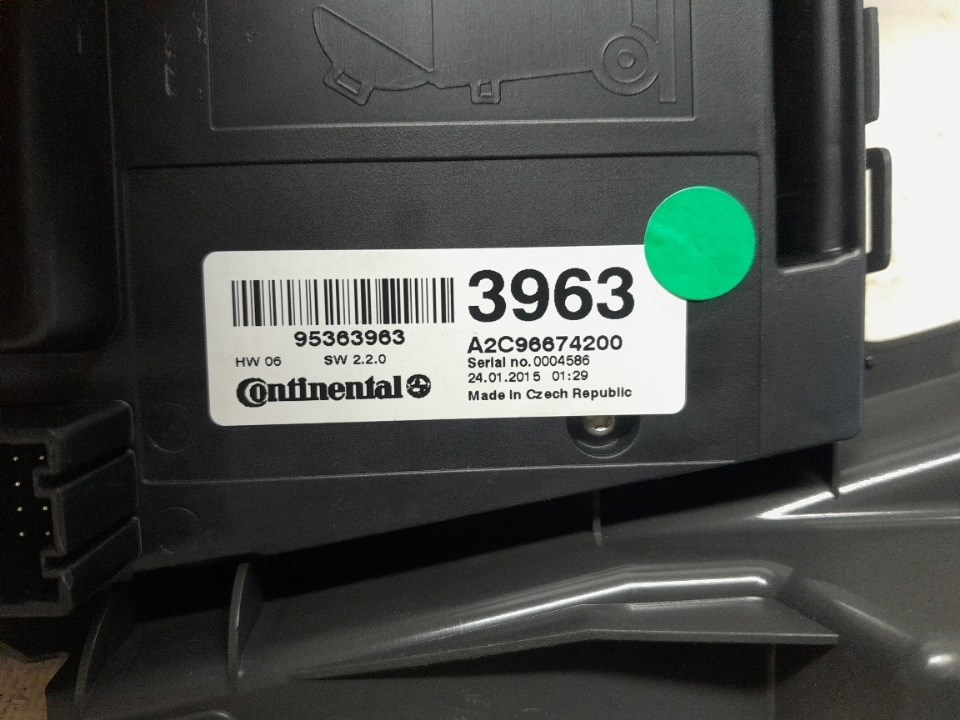 3963
95363963
A2C96674200
HW 06 SW 2.2.0
Serial no.0004586
24.01.2015 01:29
Continental
Made in Czech Republic